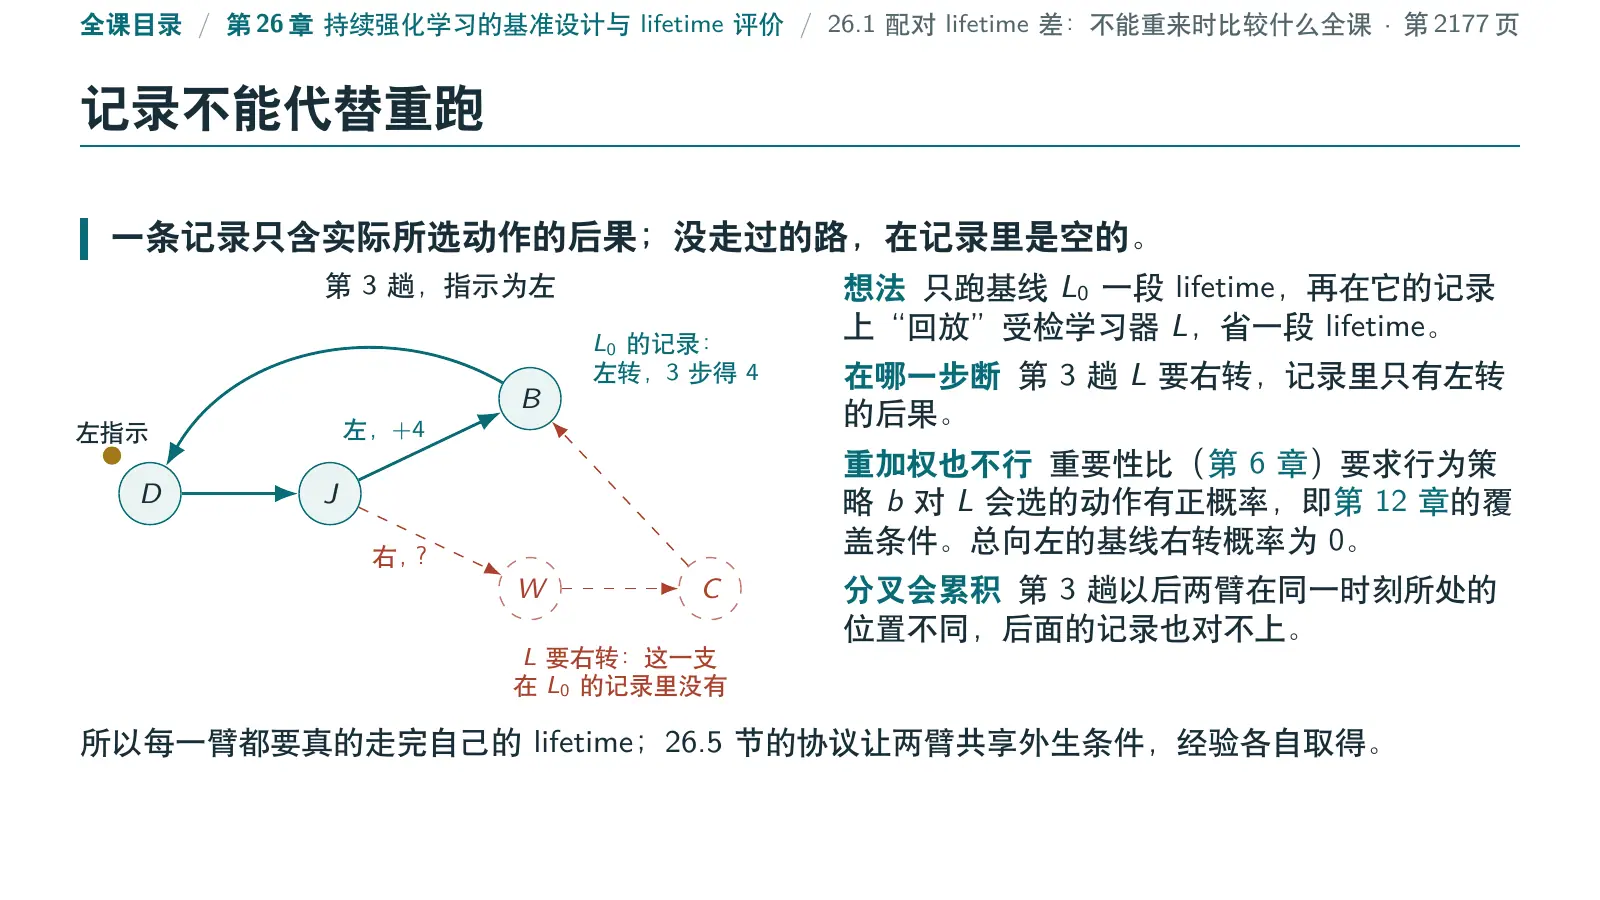 全课目录 / 第 26 章 持续强化学习的基准设计与 lifetime 评价 / 26.1 配对 lifetime 差：不能重来时比较什么全课 · 第 2177 页
记录不能代替重跑
一条记录只含实际所选动作的后果；没走过的路，在记录里是空的。
第 3 趟，指示为左
L₀ 的记录：
左转，3 步得 4
B
左，+4
左指示
D
J
右，?
W
C
L 要右转：这一支
在 L₀ 的记录里没有
想法 只跑基线 L₀ 一段 lifetime，再在它的记录
上“回放”受检学习器 L，省一段 lifetime。
在哪一步断 第 3 趟 L 要右转，记录里只有左转
的后果。
重加权也不行 重要性比（第 6 章）要求行为策
略 b 对 L 会选的动作有正概率，即第 12 章的覆
盖条件。总向左的基线右转概率为 0。
分叉会累积 第 3 趟以后两臂在同一时刻所处的
位置不同，后面的记录也对不上。
所以每一臂都要真的走完自己的 lifetime；26.5 节的协议让两臂共享外生条件，经验各自取得。